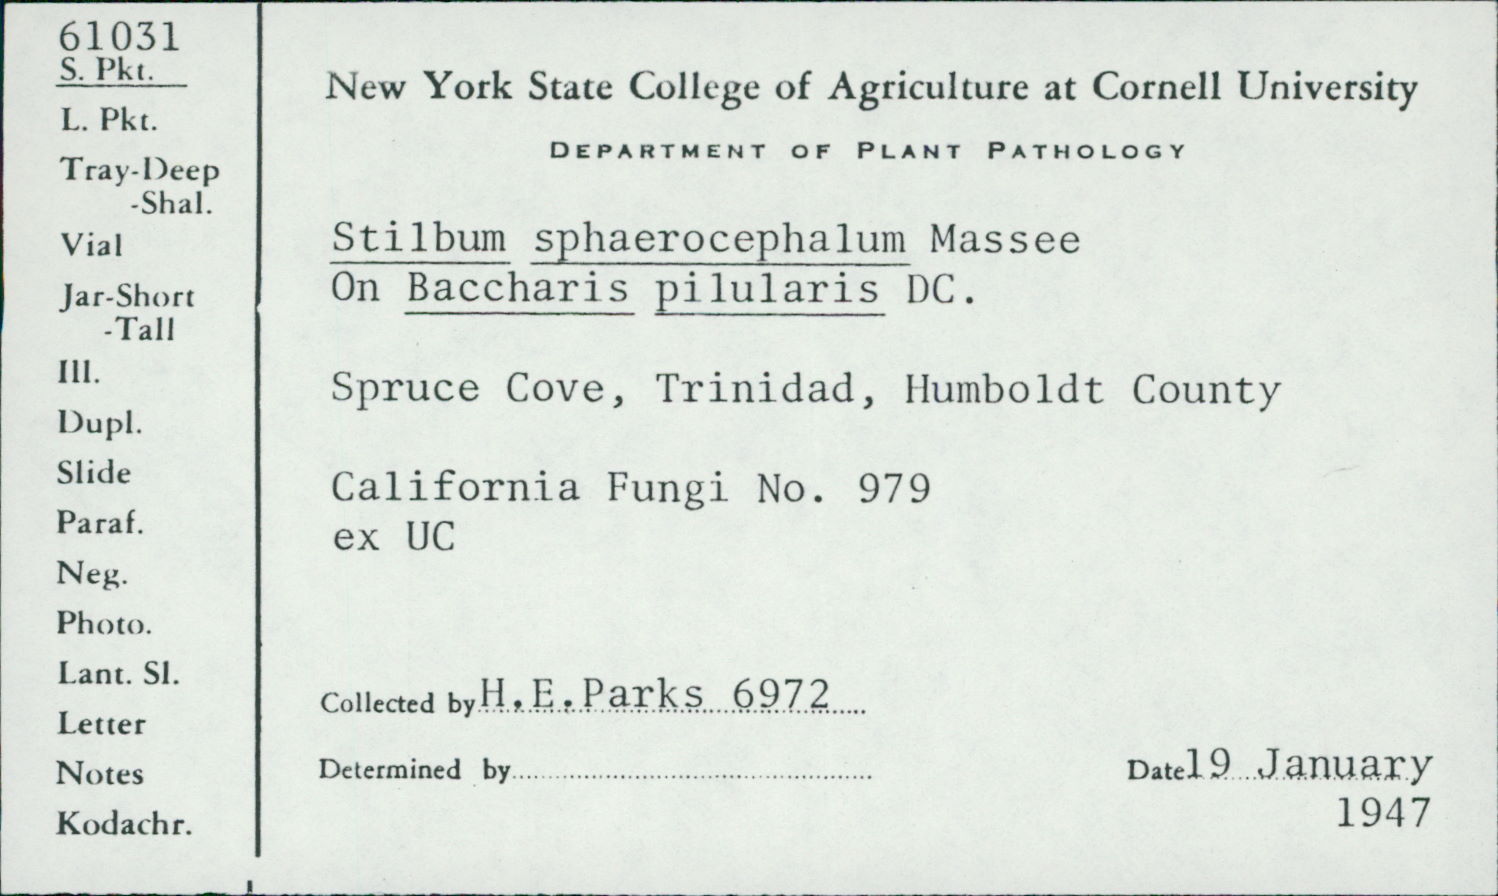 61031
S. Pkt.
L. Pkt.
Tray-Deep
-Shal.
Vial
Jar-Short
-Tall
Ill.
Dupl.
Slide
Paraf.
Neg.
Photo.
Lant. Sl.
Letter
Notes
Kodachr.
New York State College of Agriculture at Cornell University
DEPARTMENT OF PLANT PATHOLOGY
Stilbum sphaerocephalum Massee
On Baccharis pilularis DC.
Spruce Cove, Trinidad, Humboldt County
California Fungi No. 979
ex UC
Collected by H.E.Parks 6972
Determined by
Date 19 January
1947